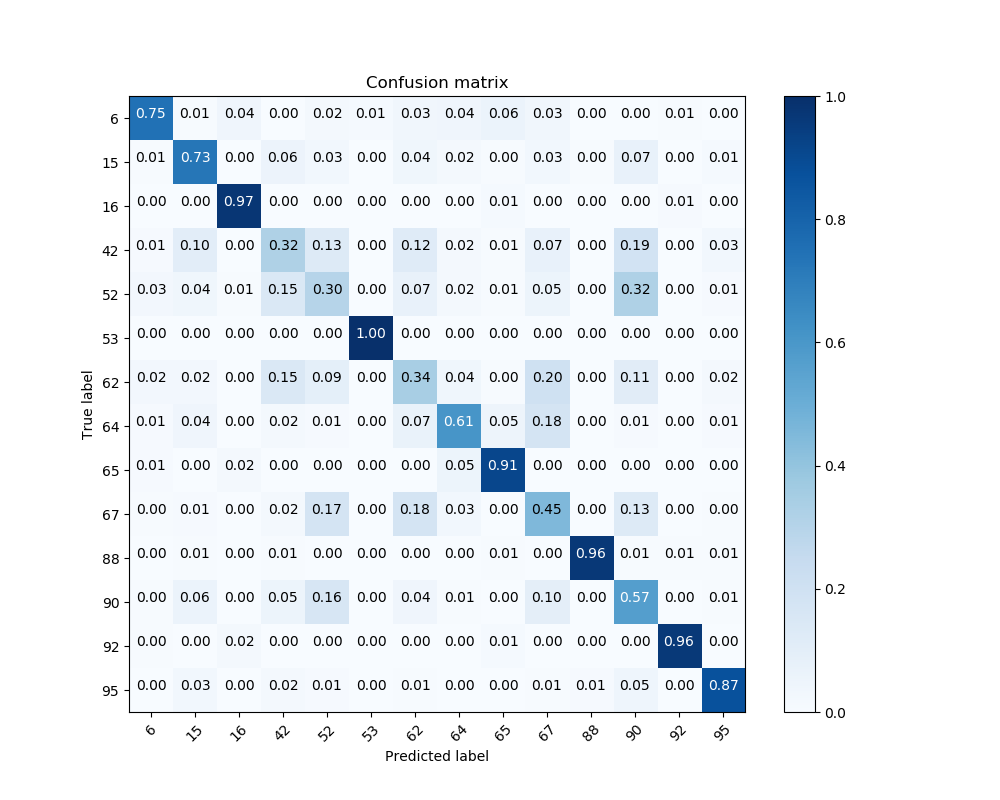 Confusion matrix
6 0.75 0.01 0.04 0.00 0.02 0.01 0.03 0.04 0.06 0.03 0.00 0.00 0.01 0.00
15 0.01 0.73 0.00 0.06 0.03 0.00 0.04 0.02 0.00 0.03 0.00 0.07 0.00 0.01
16 0.00 0.00 0.97 0.00 0.00 0.00 0.00 0.00 0.01 0.00 0.00 0.00 0.01 0.00
42 0.01 0.10 0.00 0.32 0.13 0.00 0.12 0.02 0.01 0.07 0.00 0.19 0.00 0.03
52 0.03 0.04 0.01 0.15 0.30 0.00 0.07 0.02 0.01 0.05 0.00 0.32 0.00 0.01
53 0.00 0.00 0.00 0.00 0.00 1.00 0.00 0.00 0.00 0.00 0.00 0.00 0.00 0.00
62 0.02 0.02 0.00 0.15 0.09 0.00 0.34 0.04 0.00 0.20 0.00 0.11 0.00 0.02
64 0.01 0.04 0.00 0.02 0.01 0.00 0.07 0.61 0.05 0.18 0.00 0.01 0.00 0.01
65 0.01 0.00 0.02 0.00 0.00 0.00 0.00 0.05 0.91 0.00 0.00 0.00 0.00 0.00
67 0.00 0.01 0.00 0.02 0.17 0.00 0.18 0.03 0.00 0.45 0.00 0.13 0.00 0.00
88 0.00 0.01 0.00 0.01 0.00 0.00 0.00 0.00 0.01 0.00 0.96 0.01 0.01 0.01
90 0.00 0.06 0.00 0.05 0.16 0.00 0.04 0.01 0.00 0.10 0.00 0.57 0.00 0.01
92 0.00 0.00 0.02 0.00 0.00 0.00 0.00 0.00 0.01 0.00 0.00 0.00 0.96 0.00
95 0.00 0.03 0.00 0.02 0.01 0.00 0.01 0.00 0.00 0.01 0.01 0.05 0.00 0.87
6 15 16 42 52 53 62 64 65 67 88 90 92 95
Predicted label
True label
1.0
0.8
0.6
0.4
0.2
0.0